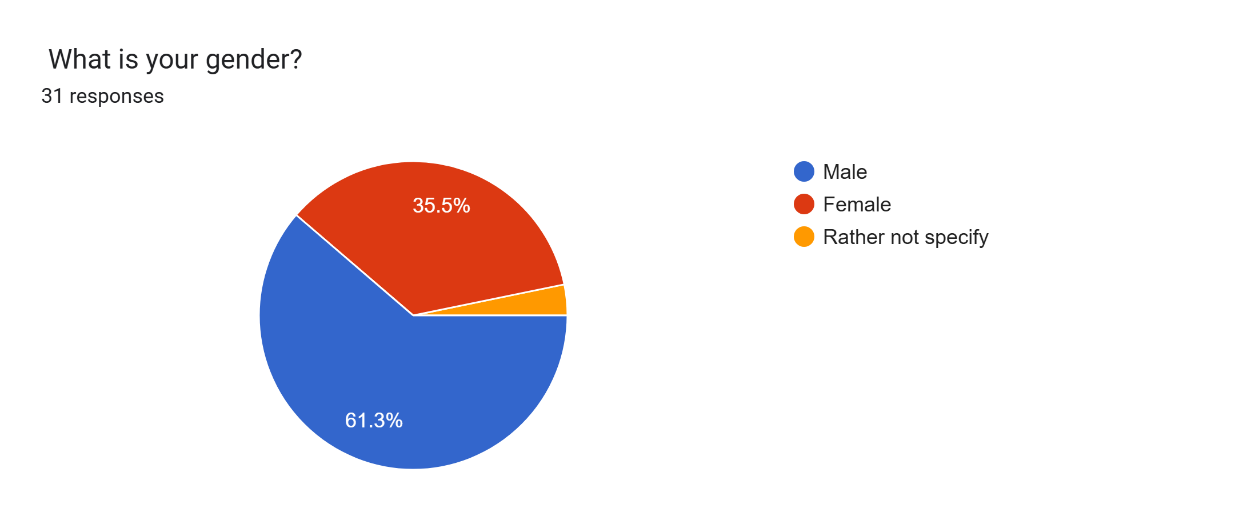 What is your gender?
31 responses
35.5%
61.3%
Male
Female
Rather not specify